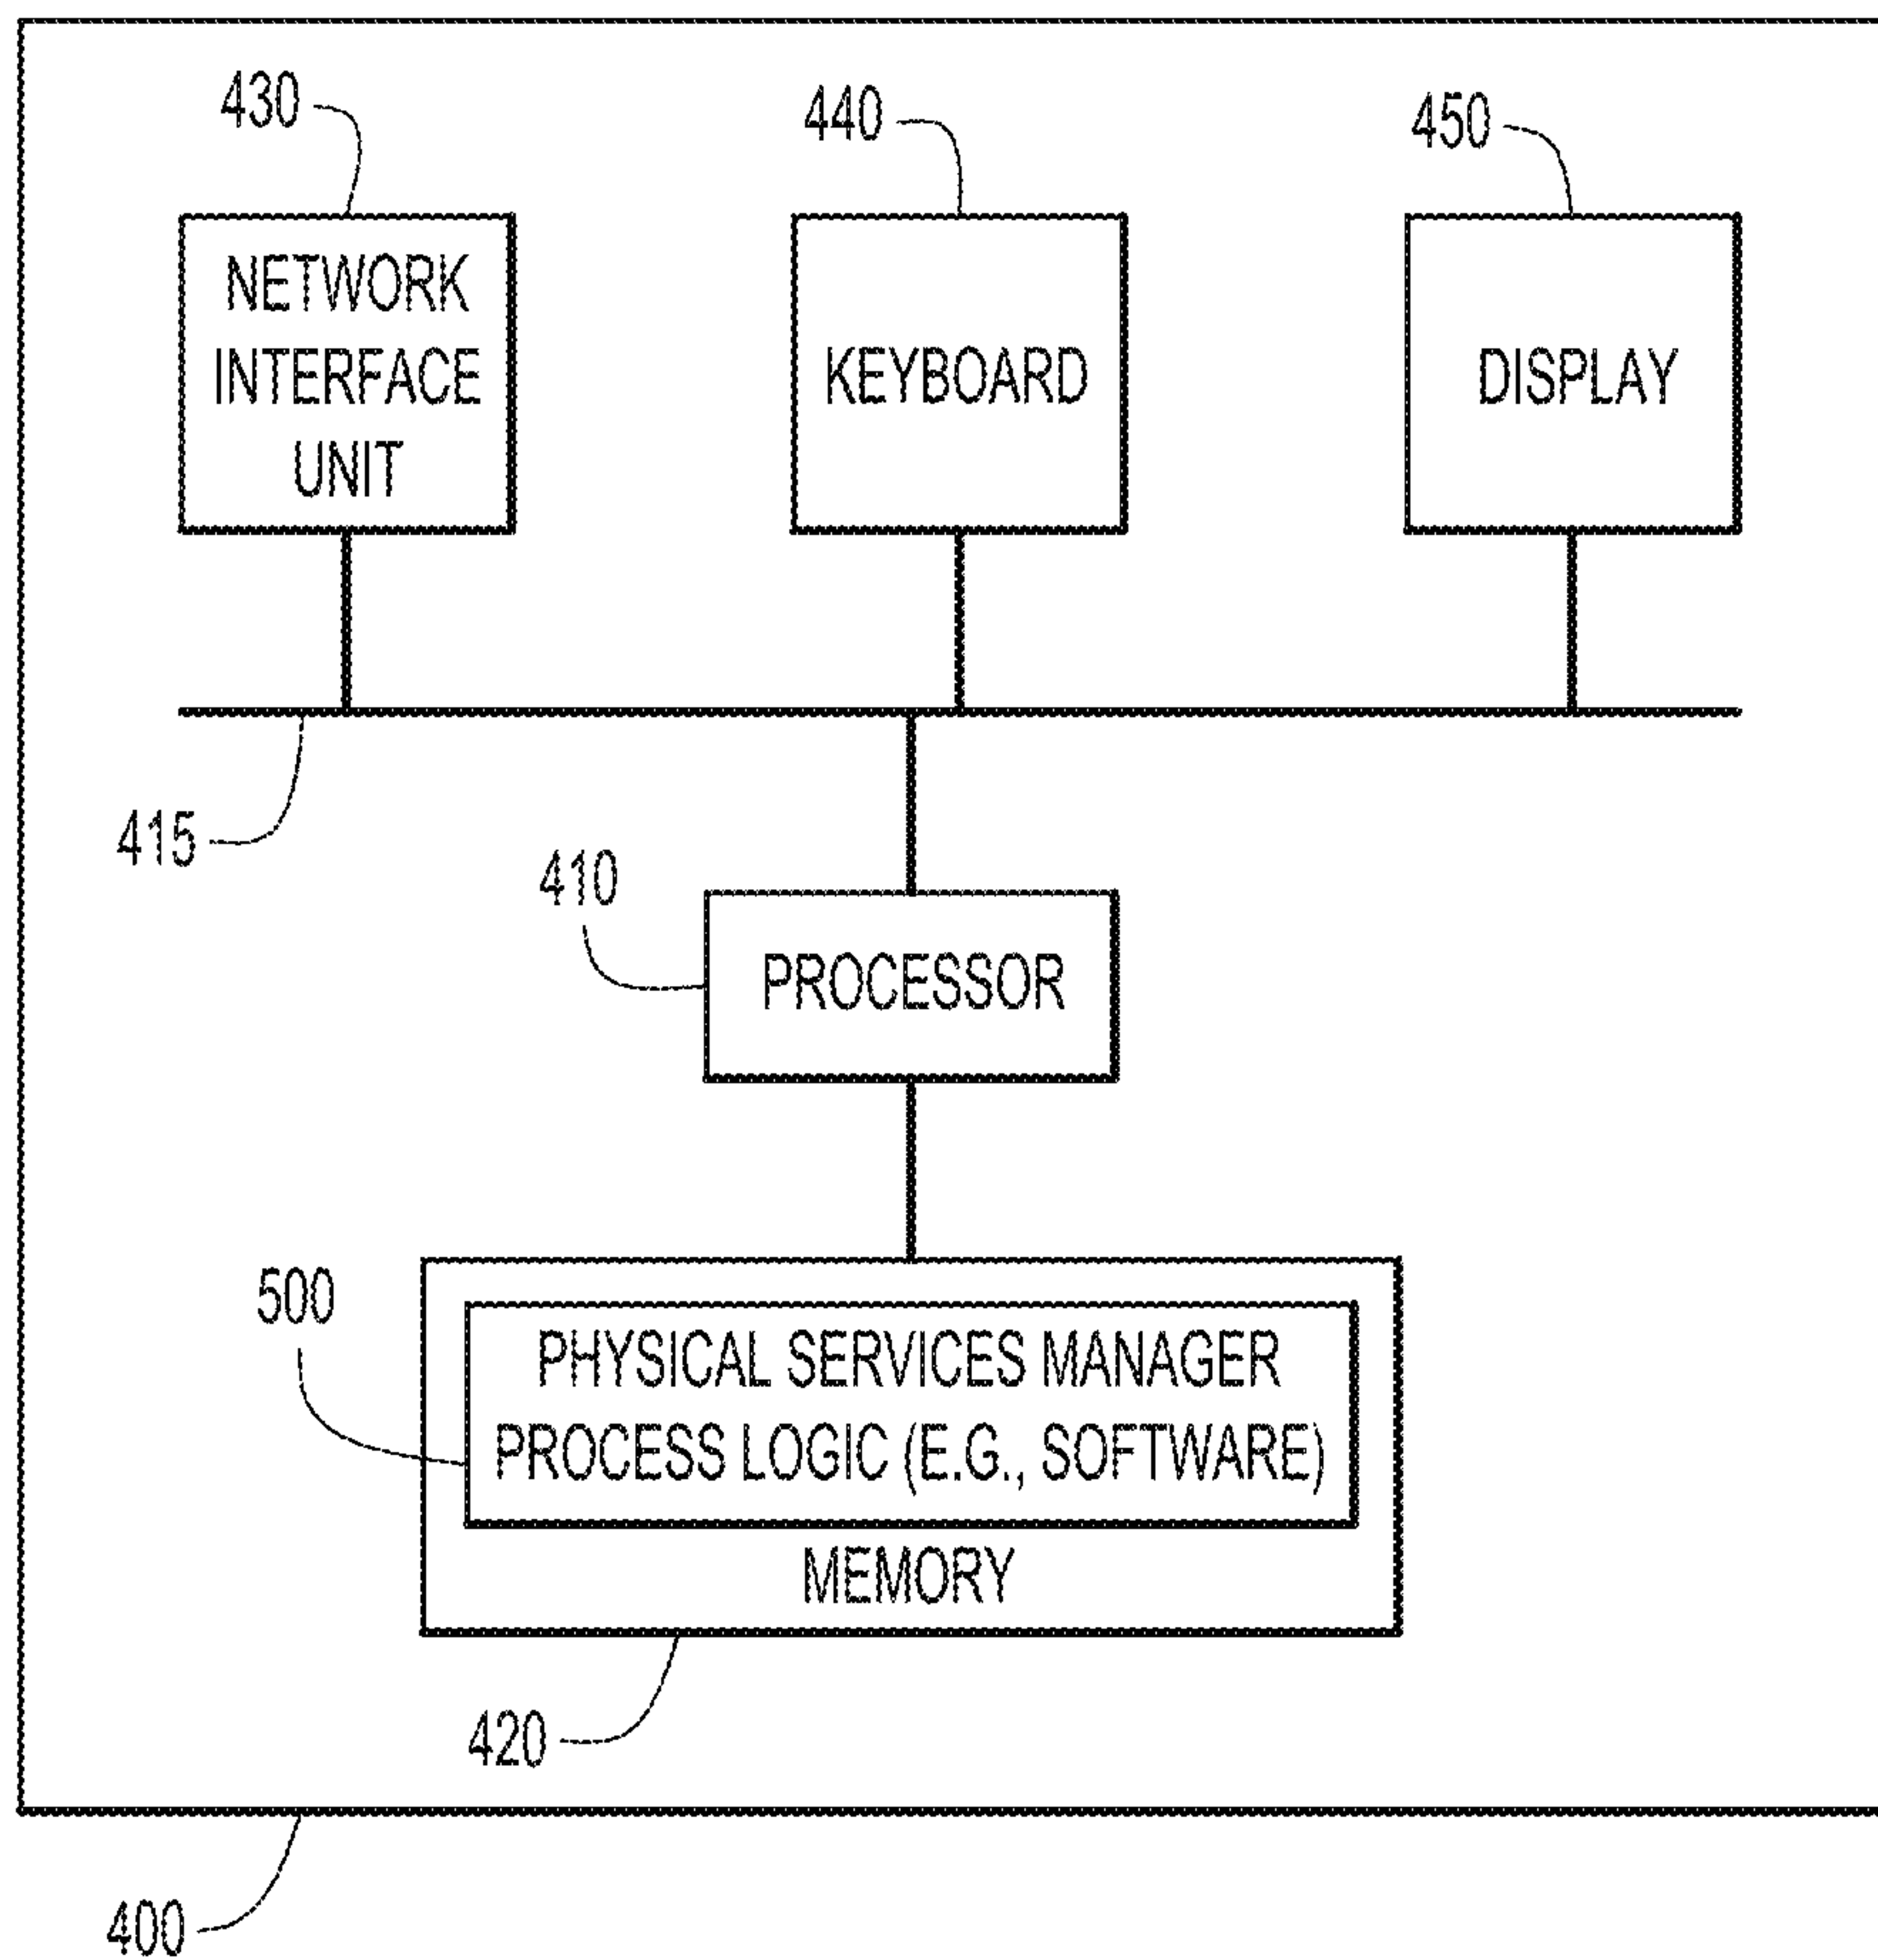 430
440
450
NETWORK
INTERFACE
UNIT
KEYBOARD
DISPLAY
415
410
PROCESSOR
500
PHYSICAL SERVICES MANAGER
PROCESS LOGIC (E.G., SOFTWARE)
MEMORY
420
400